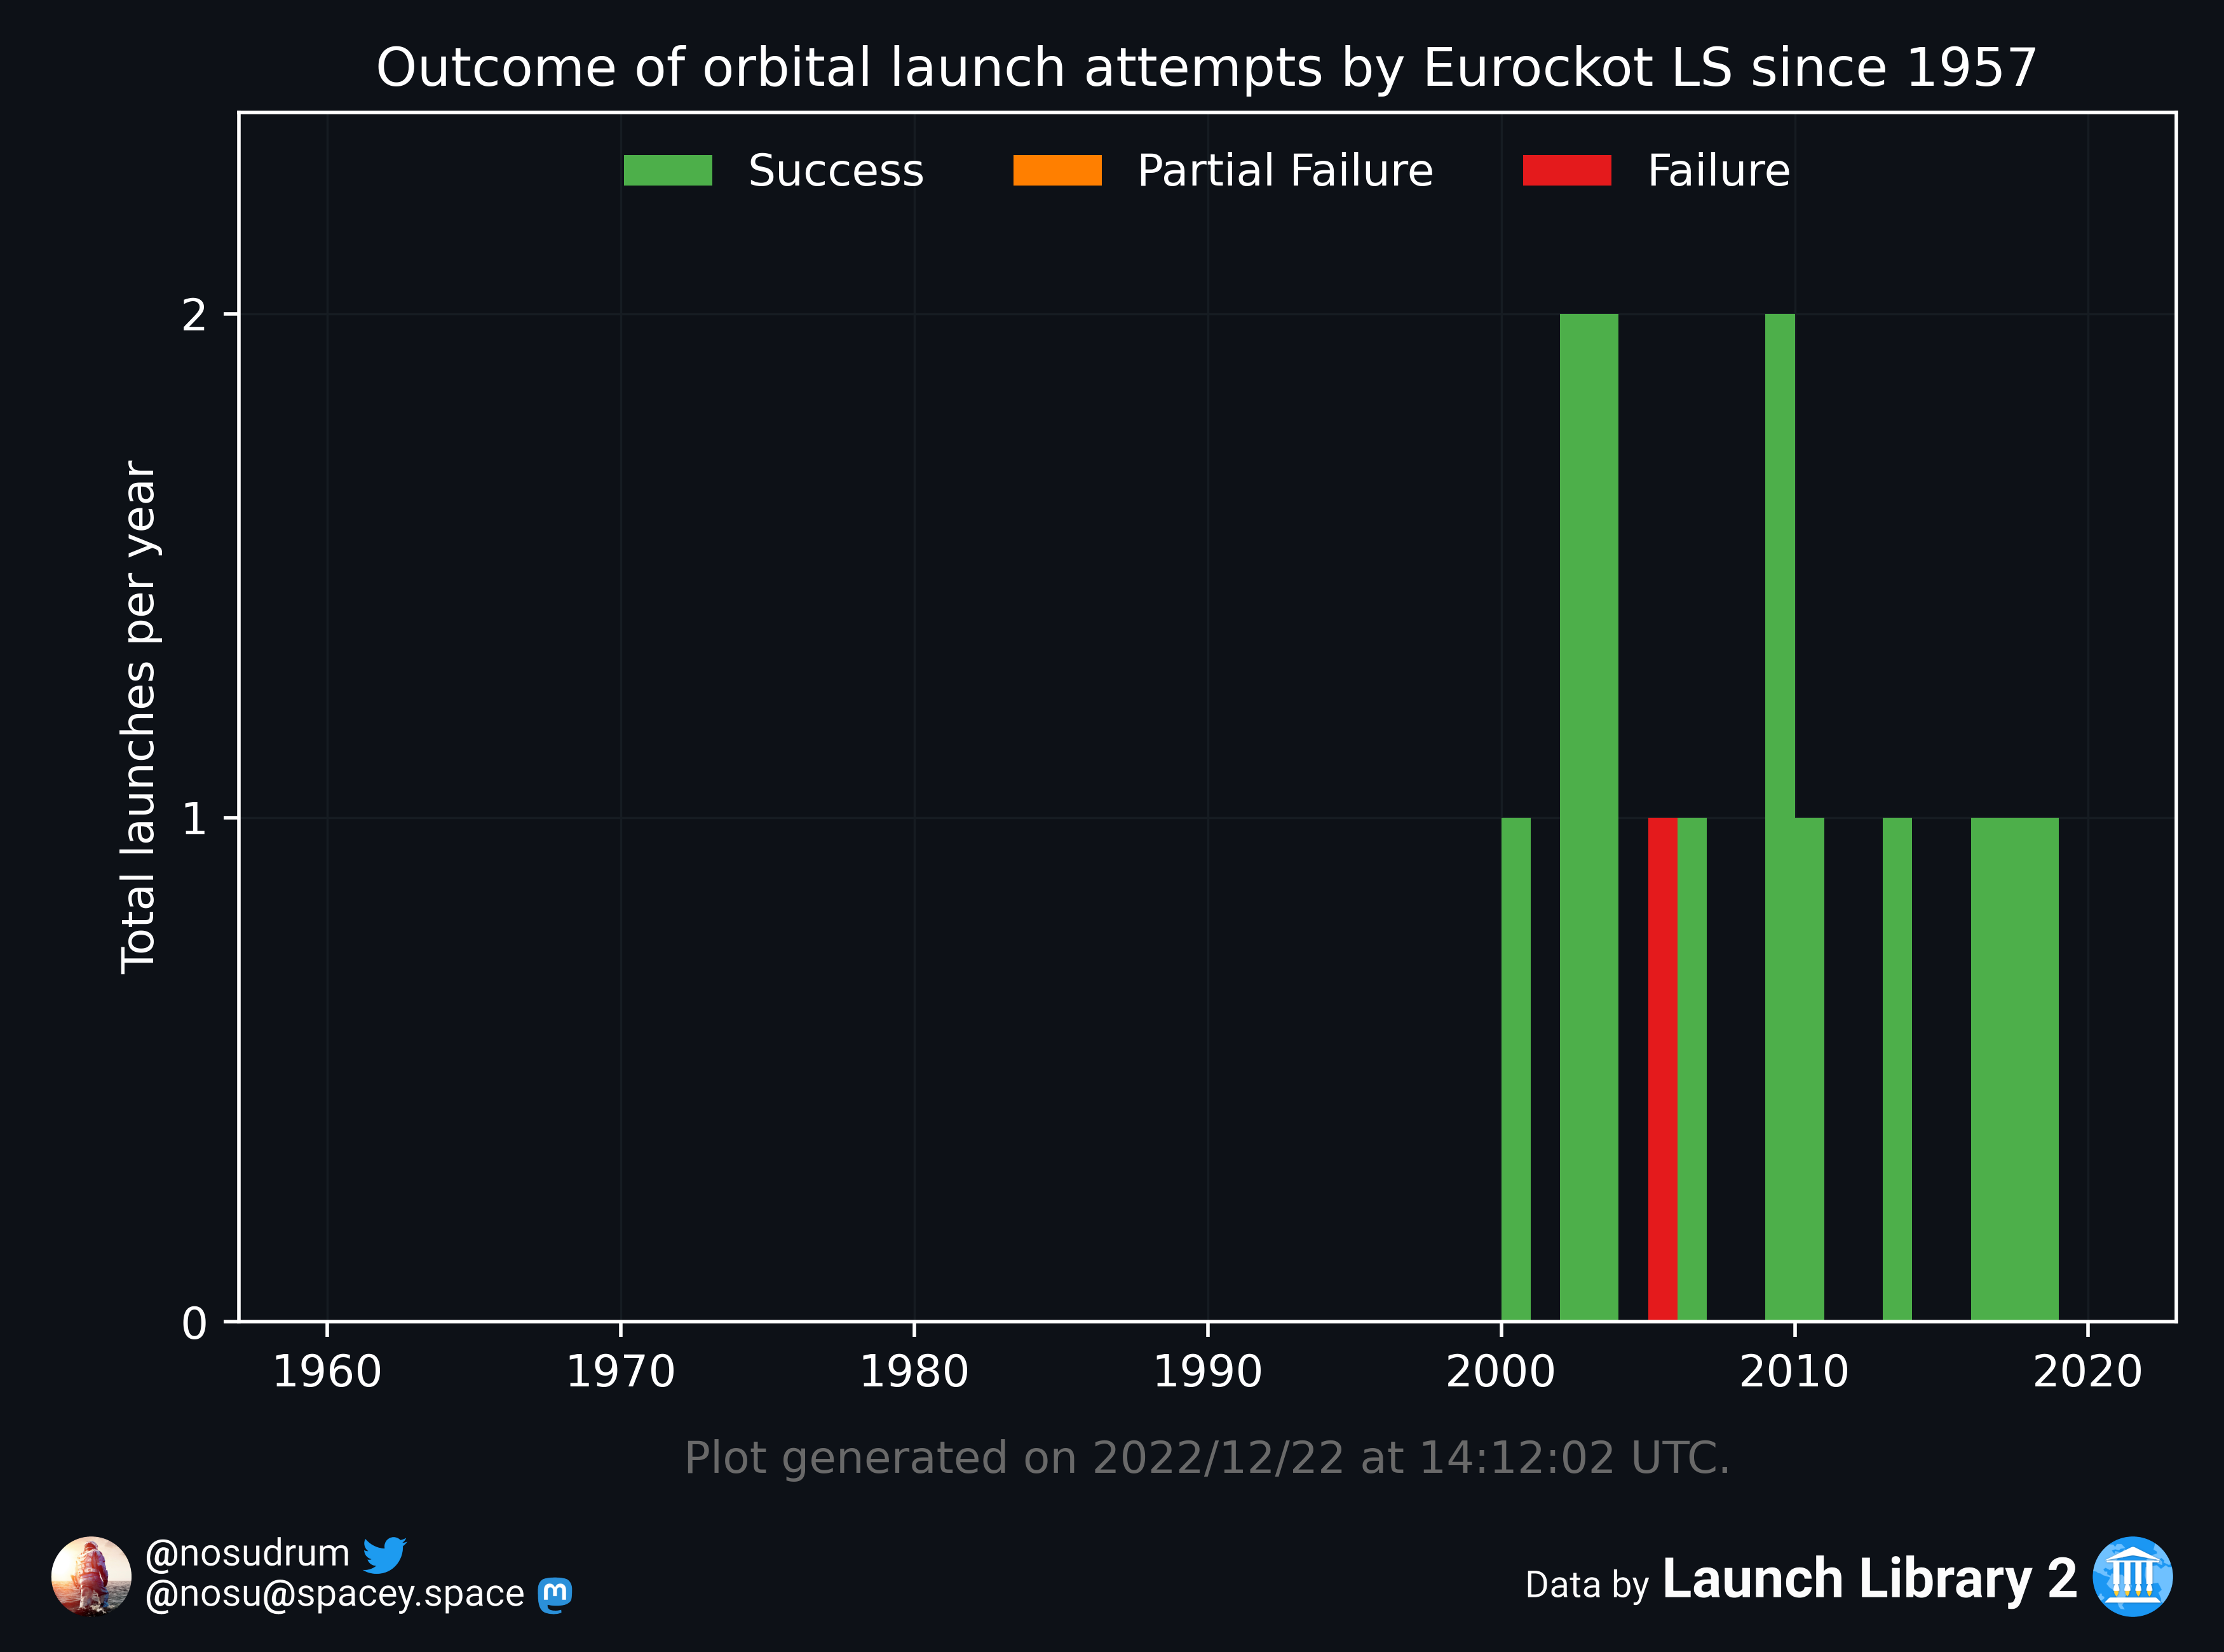 Outcome of orbital launch attempts by Eurockot LS since 1957
Success
Partial Failure
Failure
Total launches per year
2
1
0
1960
1970
1980
1990
2000
2010
2020
Plot generated on 2022/12/22 at 14:12:02 UTC.
@nosudrum
@nosu@spacey.space
Data by Launch Library 2